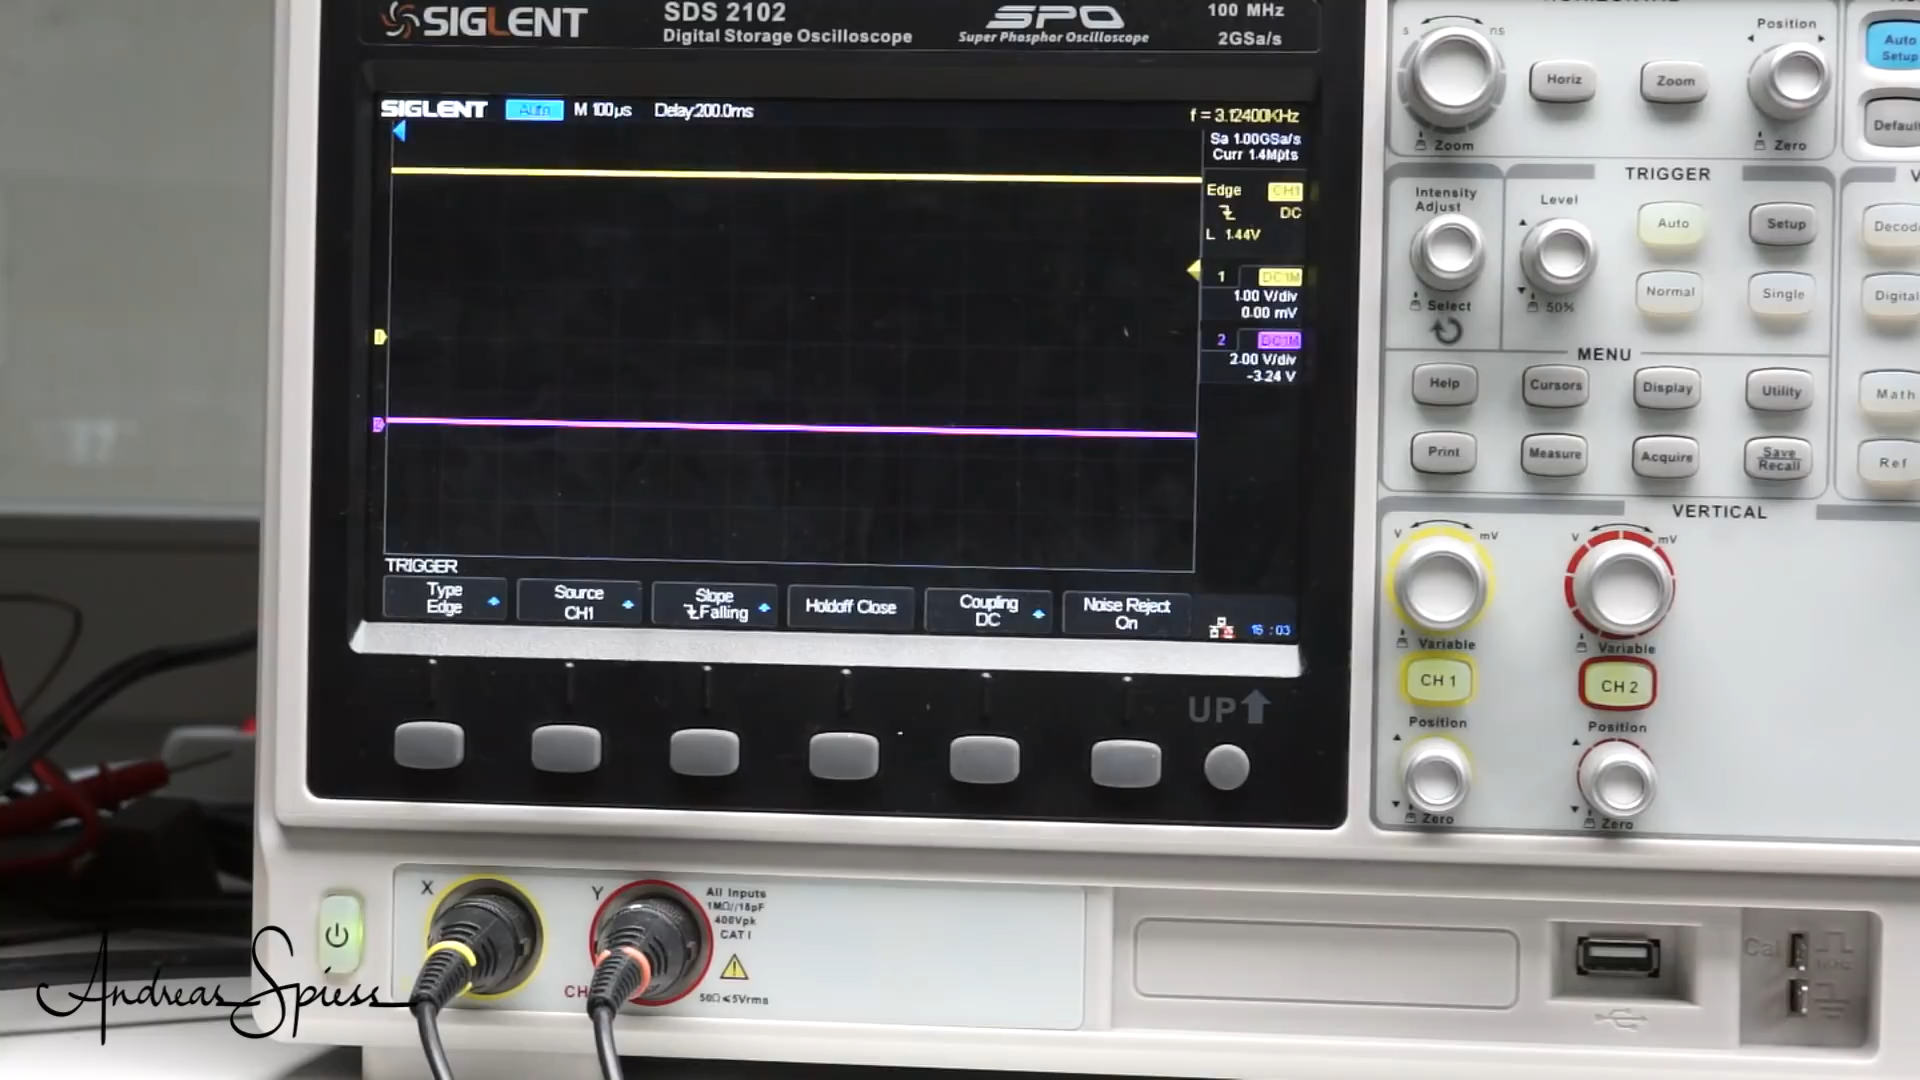 SIGLENT
SDS 2102
Digital Storage Oscilloscope
SPO
Super Phosphor Oscilloscope
100 MHz
2GSa/s
SIGLENT Auto M 100µs Delay:200.0ms
f = 3.12400KHz
Sa 1.00GSa/s
Curr 1.4Mpts
Edge CH1
DC
L 1.44V
1 DC1M
1.00 V/div
0.00 mV
2 DC1M
2.00 V/div
-3.24 V
1
2
TRIGGER
Type
Edge
Source
CH1
Slope
Falling
Holdoff Close
Coupling
DC
Noise Reject
On
15 : 03
UP
s
ns
Zoom
Horiz
Zoom
Position
Zero
Auto
Setup
Default
TRIGGER
Intensity
Adjust
Select
Level
50%
Auto
Setup
Normal
Single
Decode
Digital
MENU
Help
Cursors
Display
Utility
Math
Print
Measure
Acquire
Save
Recall
Ref
VERTICAL
V
mV
V
mV
Variable
Variable
CH 1
CH 2
Position
Position
Zero
Zero
X
Y
CH
All Inputs
1MΩ//18pF
400Vpk
CAT I
50Ω≤5Vrms
Cal
Andreas Spiess